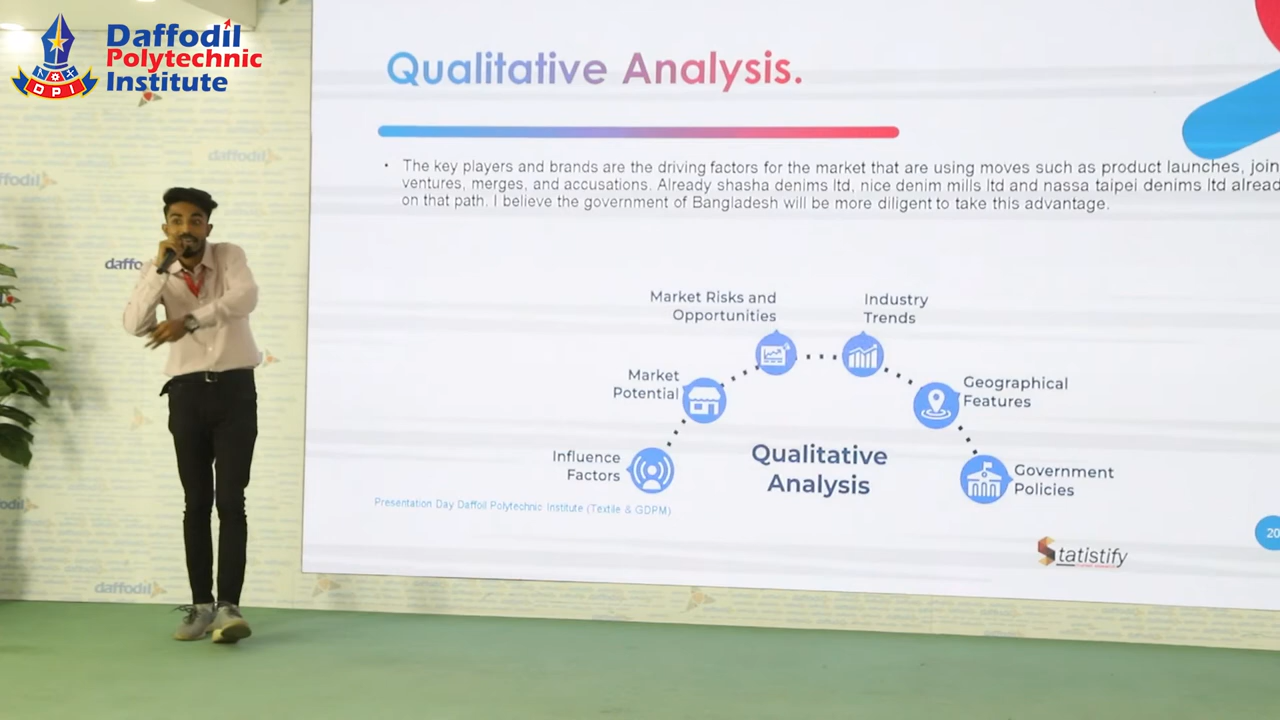 Daffodil
Polytechnic
Institute
DPI
Qualitative Analysis.
• The key players and brands are the driving factors for the market that are using moves such as product launches, join
ventures, merges, and accusations. Already shasha denims ltd, nice denim mills ltd and nassa taipei denims ltd alread
on that path. I believe the government of Bangladesh will be more diligent to take this advantage.
Market Risks and
Opportunities
Industry
Trends
Market
Potential
Geographical
Features
Influence
Factors
Qualitative
Analysis
Government
Policies
Presentation Day Daffoil Polytechnic Institute (Textile & GDPM)
20
Statistify
daffodil
daffodil
daffo
daffodil